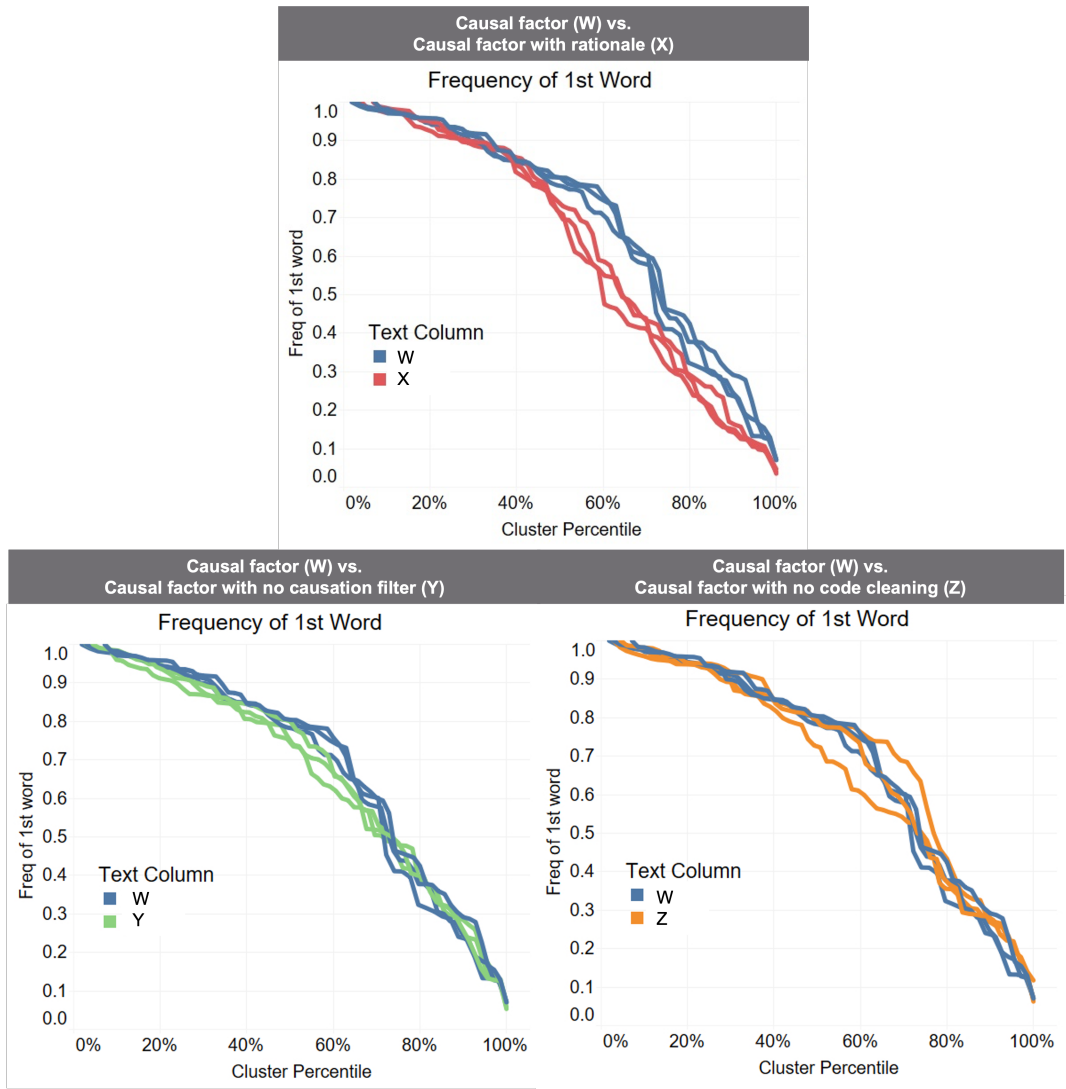 Causal factor (W) vs.
Causal factor with rationale (X)
Frequency of 1st Word
1.0
0.9
0.8
0.7
0.6
0.5
0.4
0.3
0.2
0.1
0.0
Freq of 1st word
Text Column
W
X
0% 20% 40% 60% 80% 100%
Cluster Percentile
Causal factor (W) vs.
Causal factor with no causation filter (Y)
Frequency of 1st Word
1.0
0.9
0.8
0.7
0.6
0.5
0.4
0.3
0.2
0.1
0.0
Freq of 1st word
Text Column
W
Y
0% 20% 40% 60% 80% 100%
Cluster Percentile
Causal factor (W) vs.
Causal factor with no code cleaning (Z)
Frequency of 1st Word
1.0
0.9
0.8
0.7
0.6
0.5
0.4
0.3
0.2
0.1
0.0
Freq of 1st word
Text Column
W
Z
0% 20% 40% 60% 80% 100%
Cluster Percentile